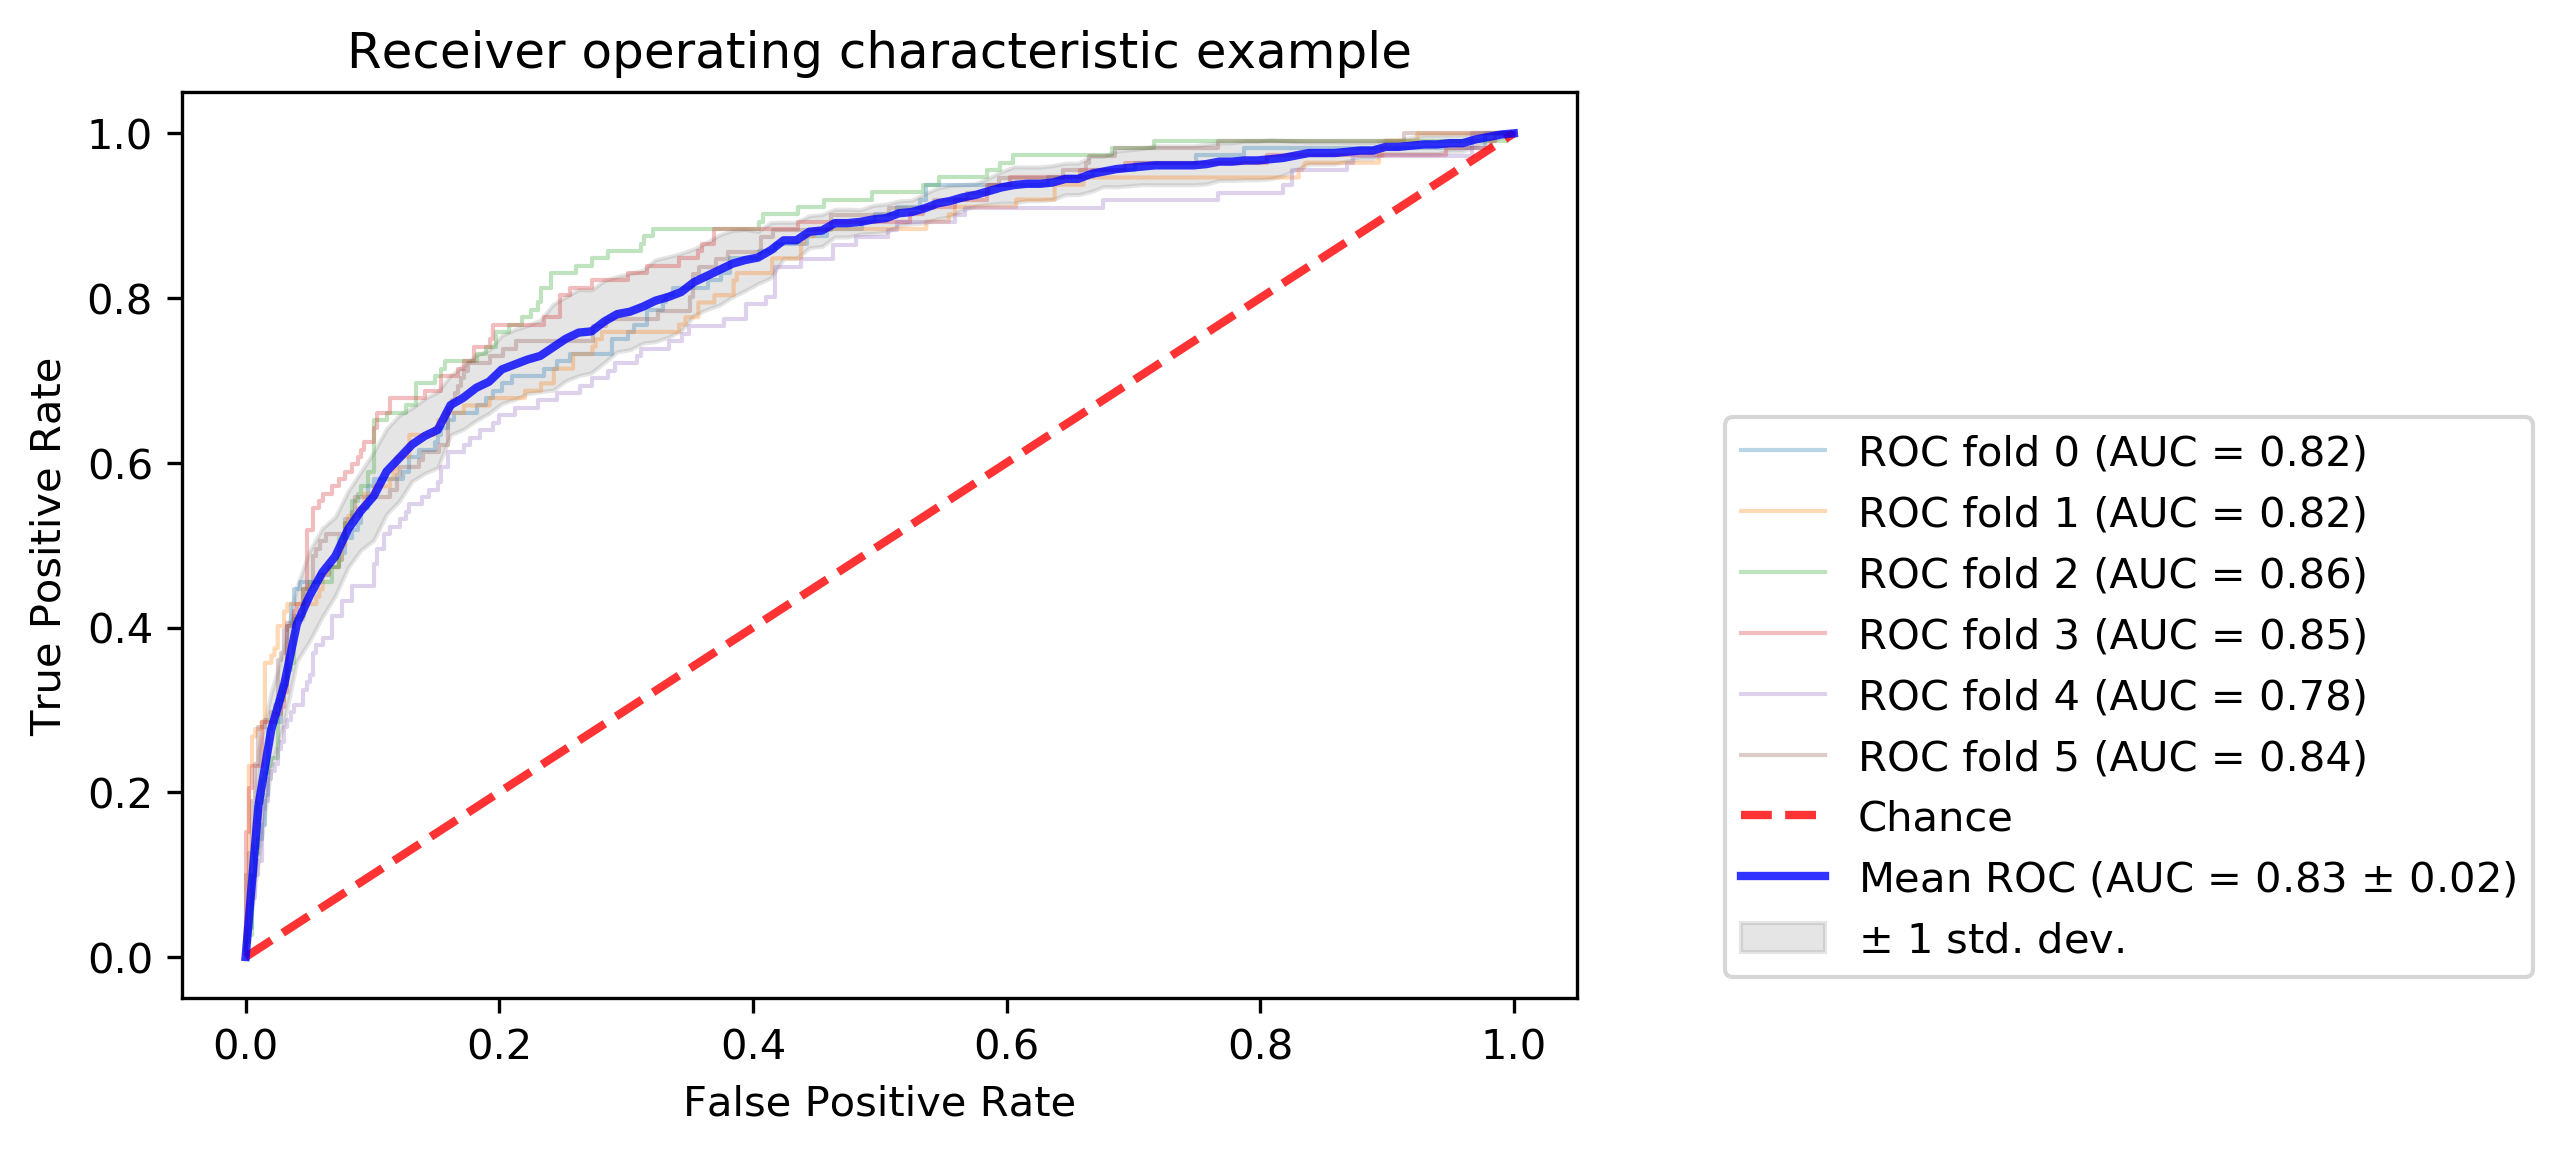 Receiver operating characteristic example
True Positive Rate
1.0
0.8
0.6
0.4
0.2
0.0
0.0 0.2 0.4 0.6 0.8 1.0
False Positive Rate
ROC fold 0 (AUC = 0.82)
ROC fold 1 (AUC = 0.82)
ROC fold 2 (AUC = 0.86)
ROC fold 3 (AUC = 0.85)
ROC fold 4 (AUC = 0.78)
ROC fold 5 (AUC = 0.84)
Chance
Mean ROC (AUC = 0.83 ± 0.02)
± 1 std. dev.